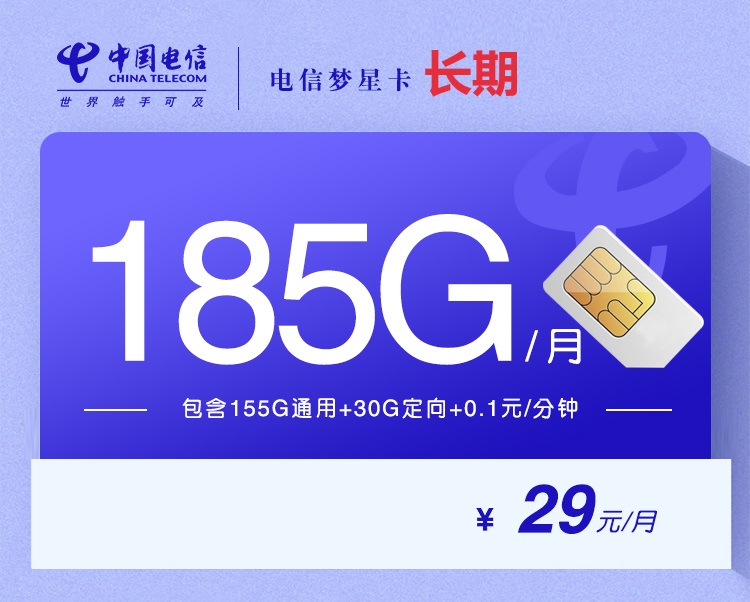 中国电信
CHINA TELECOM
世界触手可及
电信梦星卡 长期
185G/月
包含155G通用+30G定向+0.1元/分钟
¥ 29元/月